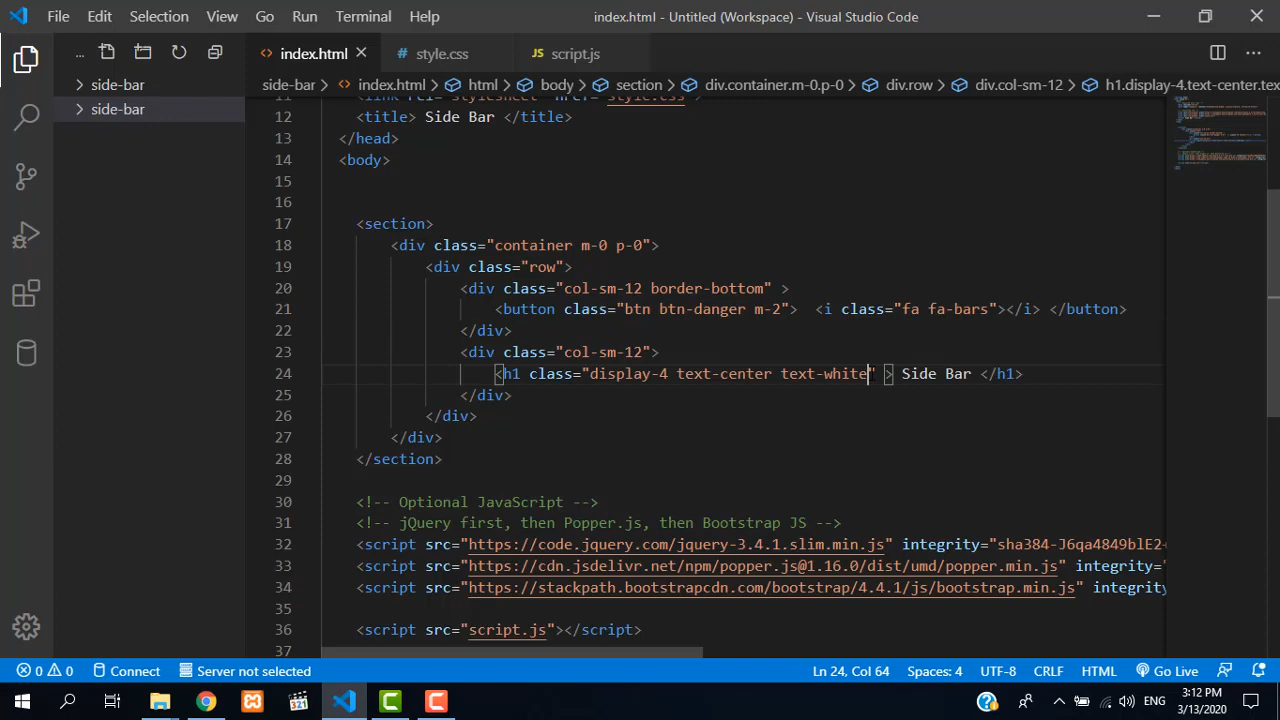 File Edit Selection View Go Run Terminal Help index.html - Untitled (Workspace) - Visual Studio Code
... index.html style.css JS script.js ...
side-bar
side-bar
side-bar > index.html > html > body > section > div.container.m-0.p-0 > div.row > div.col-sm-12 > h1.display-4.text-center.tex
12 <title> Side Bar </title>
13 </head>
14 <body>
15
16
17 <section>
18 <div class="container m-0 p-0">
19 <div class="row">
20 <div class="col-sm-12 border-bottom" >
21 <button class="btn btn-danger m-2"> <i class="fa fa-bars"></i> </button>
22 </div>
23 <div class="col-sm-12">
24 <h1 class="display-4 text-center text-white" > Side Bar </h1>
25 </div>
26 </div>
27 </div>
28 </section>
29
30 <!-- Optional JavaScript -->
31 <!-- jQuery first, then Popper.js, then Bootstrap JS -->
32 <script src="https://code.jquery.com/jquery-3.4.1.slim.min.js" integrity="sha384-J6qa4849blE2
33 <script src="https://cdn.jsdelivr.net/npm/popper.js@1.16.0/dist/umd/popper.min.js" integrity=
34 <script src="https://stackpath.bootstrapcdn.com/bootstrap/4.4.1/js/bootstrap.min.js" integrity
35
36 <script src="script.js"></script>
37
0 0 Connect Server not selected Ln 24, Col 64 Spaces: 4 UTF-8 CRLF HTML Go Live
321 ENG 3:12 PM
3/13/2020